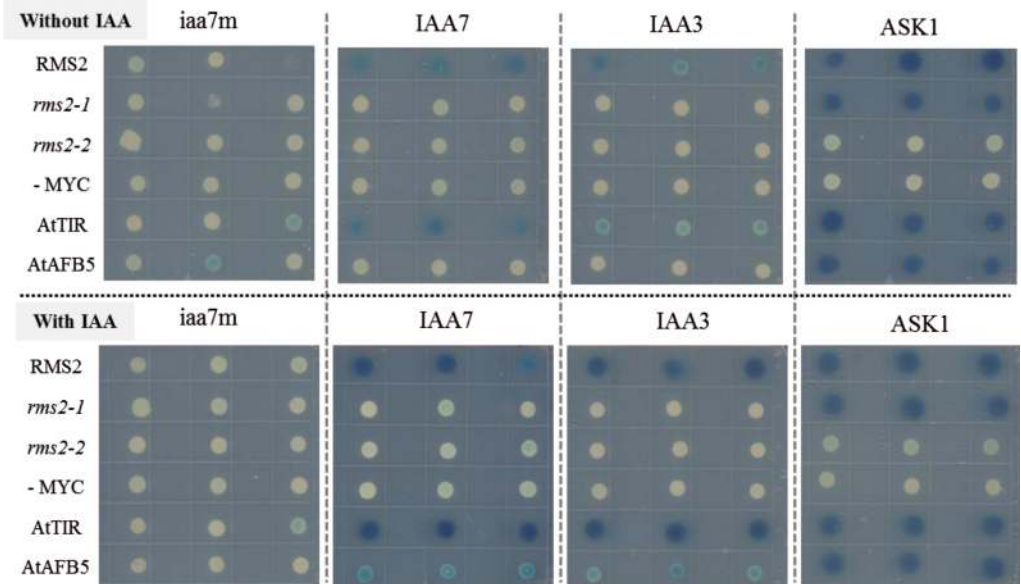 Without IAA iaa7m IAA7 IAA3 ASK1
RMS2
rms2-1
rms2-2
- MYC
AtTIR
AtAFB5
With IAA iaa7m IAA7 IAA3 ASK1
RMS2
rms2-1
rms2-2
- MYC
AtTIR
AtAFB5